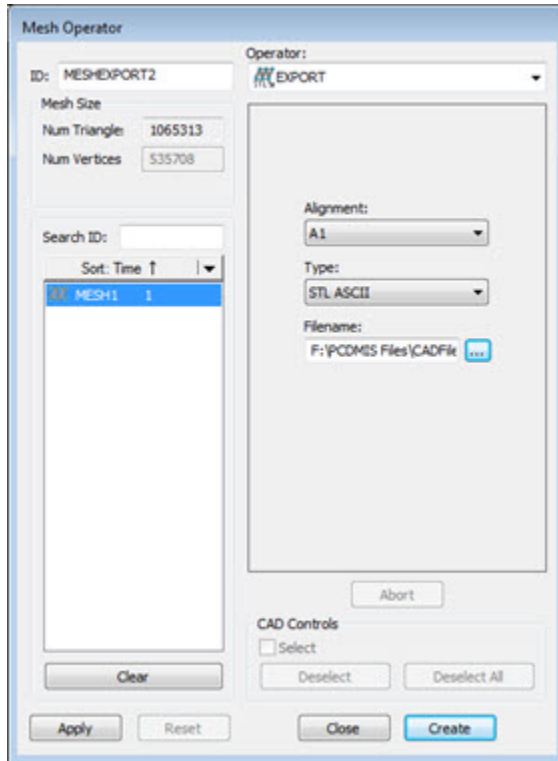 Mesh Operator
ID: MESHEXPORT2
Operator:
EXPORT
Mesh Size
Num Triangle: 1065313
Num Vertices 535708
Search ID:
Sort: Time ↑
MESH1 1
Alignment:
A1
Type:
STL ASCII
Filename:
F:\PCDMIS Files\CADFile
...
Abort
CAD Controls
Select
Deselect Deselect All
Clear
Apply Reset Close Create